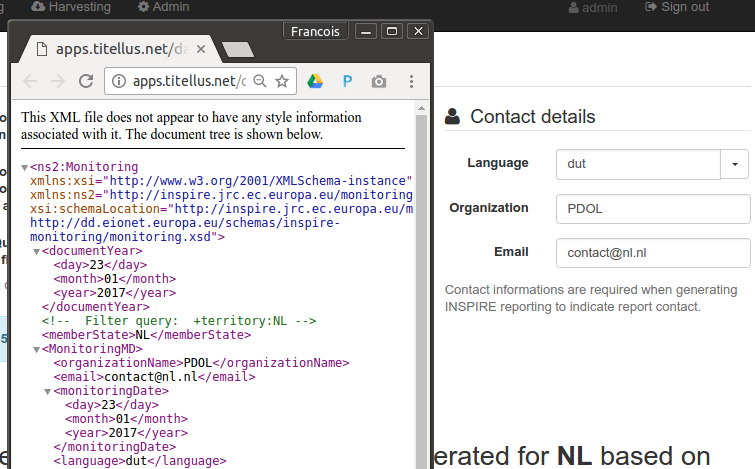 Harvesting
Admin
admin
Sign out
Francois
apps.titellus.net/da
apps.titellus.net/c
This XML file does not appear to have any style information
associated with it. The document tree is shown below.
<ns2:Monitoring
xmlns:xsi="http://www.w3.org/2001/XMLSchema-instance"
xmlns:ns2="http://inspire.jrc.ec.europa.eu/monitoring
xsi:schemaLocation="http://inspire.jrc.ec.europa.eu/m
http://dd.eionet.europa.eu/schemas/inspire-
monitoring/monitoring.xsd">
<documentYear>
<day>23</day>
<month>01</month>
<year>2017</year>
</documentYear>
<!-- Filter query: +territory:NL -->
<memberState>NL</memberState>
<MonitoringMD>
<organizationName>PDOL</organizationName>
<email>contact@nl.nl</email>
<monitoringDate>
<day>23</day>
<month>01</month>
<year>2017</year>
</monitoringDate>
<language>dut</language>
Contact details
Language dut
Organization PDOL
Email contact@nl.nl
Contact informations are required when generating
INSPIRE reporting to indicate report contact.
erated for NL based on